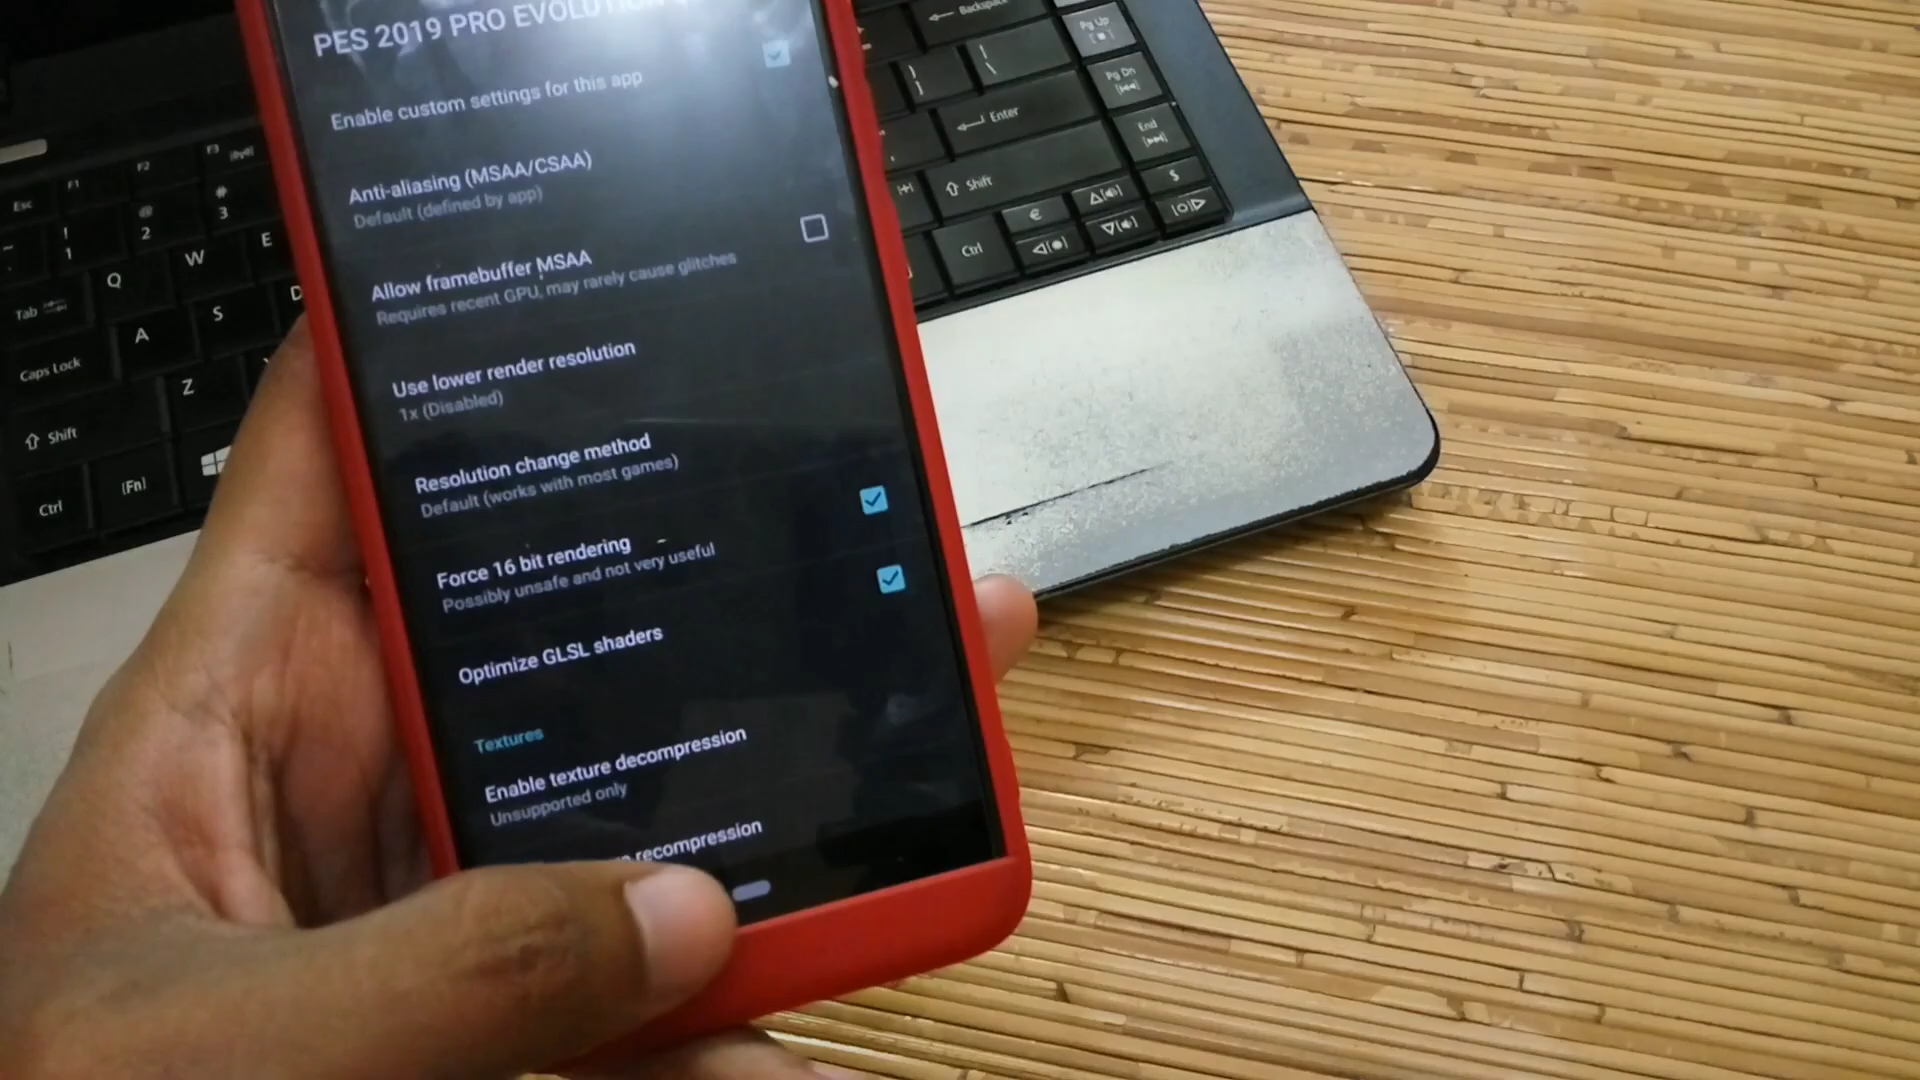 PES 2019 PRO EVOLUTION
Enable custom settings for this app
Anti-aliasing (MSAA/CSAA)
Default (defined by app)
Allow framebuffer MSAA
Requires recent GPU, may rarely cause glitches
Use lower render resolution
1x (Disabled)
Resolution change method
Default (works with most games)
Force 16 bit rendering
Possibly unsafe and not very useful
Optimize GLSL shaders
Textures
Enable texture decompression
Unsupported only
recompression
Esc
F1
F2
F3
!
1
@
2
#
3
Tab
Q
W
E
Caps Lock
A
S
D
Shift
Z
Ctrl
[Fn]
Backspace
Pg Up
}
]
|
\
Pg Dn
Enter
End
Shift
$
€
Ctrl